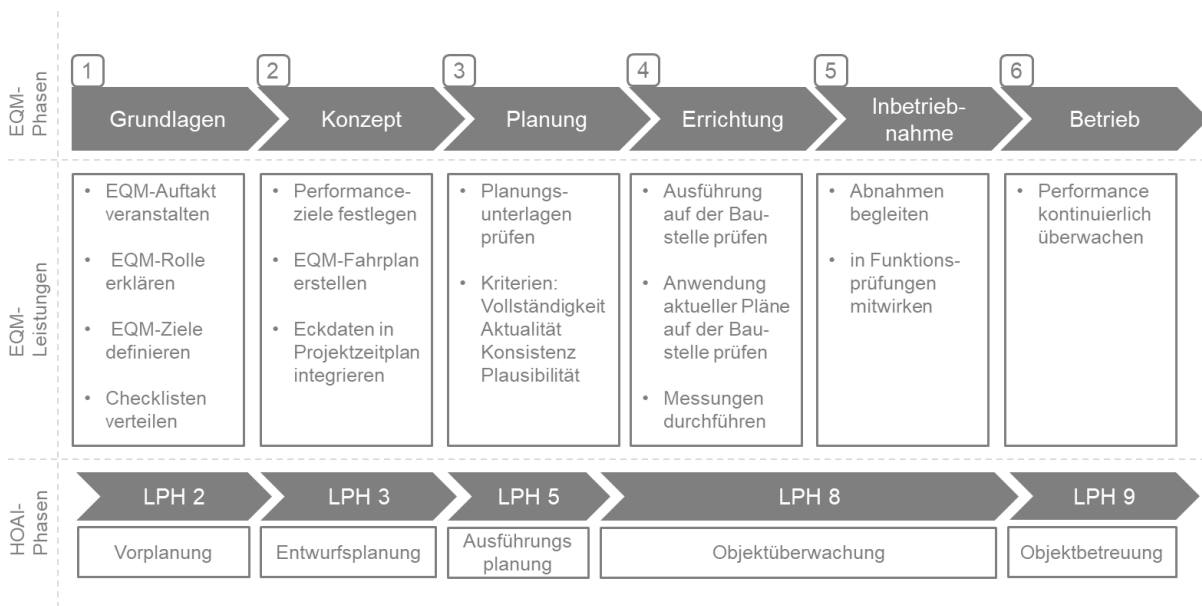 EQM-
Phasen
1
2
3
4
5
6
Grundlagen
Konzept
Planung
Errichtung
Inbetrieb-
nahme
Betrieb
EQM-
Leistungen
• EQM-Auftakt
veranstalten
• EQM-Rolle
erklären
• EQM-Ziele
definieren
• Checklisten
verteilen
• Performance-
ziele festlegen
• EQM-Fahrplan
erstellen
• Eckdaten in
Projektzeitplan
integrieren
• Planungs-
unterlagen
prüfen
• Kriterien:
Vollständigkeit
Aktualität
Konsistenz
Plausibilität
• Ausführung
auf der Bau-
stelle prüfen
• Anwendung
aktueller Pläne
auf der Bau-
stelle prüfen
• Messungen
durchführen
• Abnahmen
begleiten
• in Funktions-
prüfungen
mitwirken
• Performance
kontinuierlich
überwachen
HOAI-
Phasen
LPH 2
LPH 3
LPH 5
LPH 8
LPH 9
Vorplanung
Entwurfsplanung
Ausführungs
planung
Objektüberwachung
Objektbetreuung